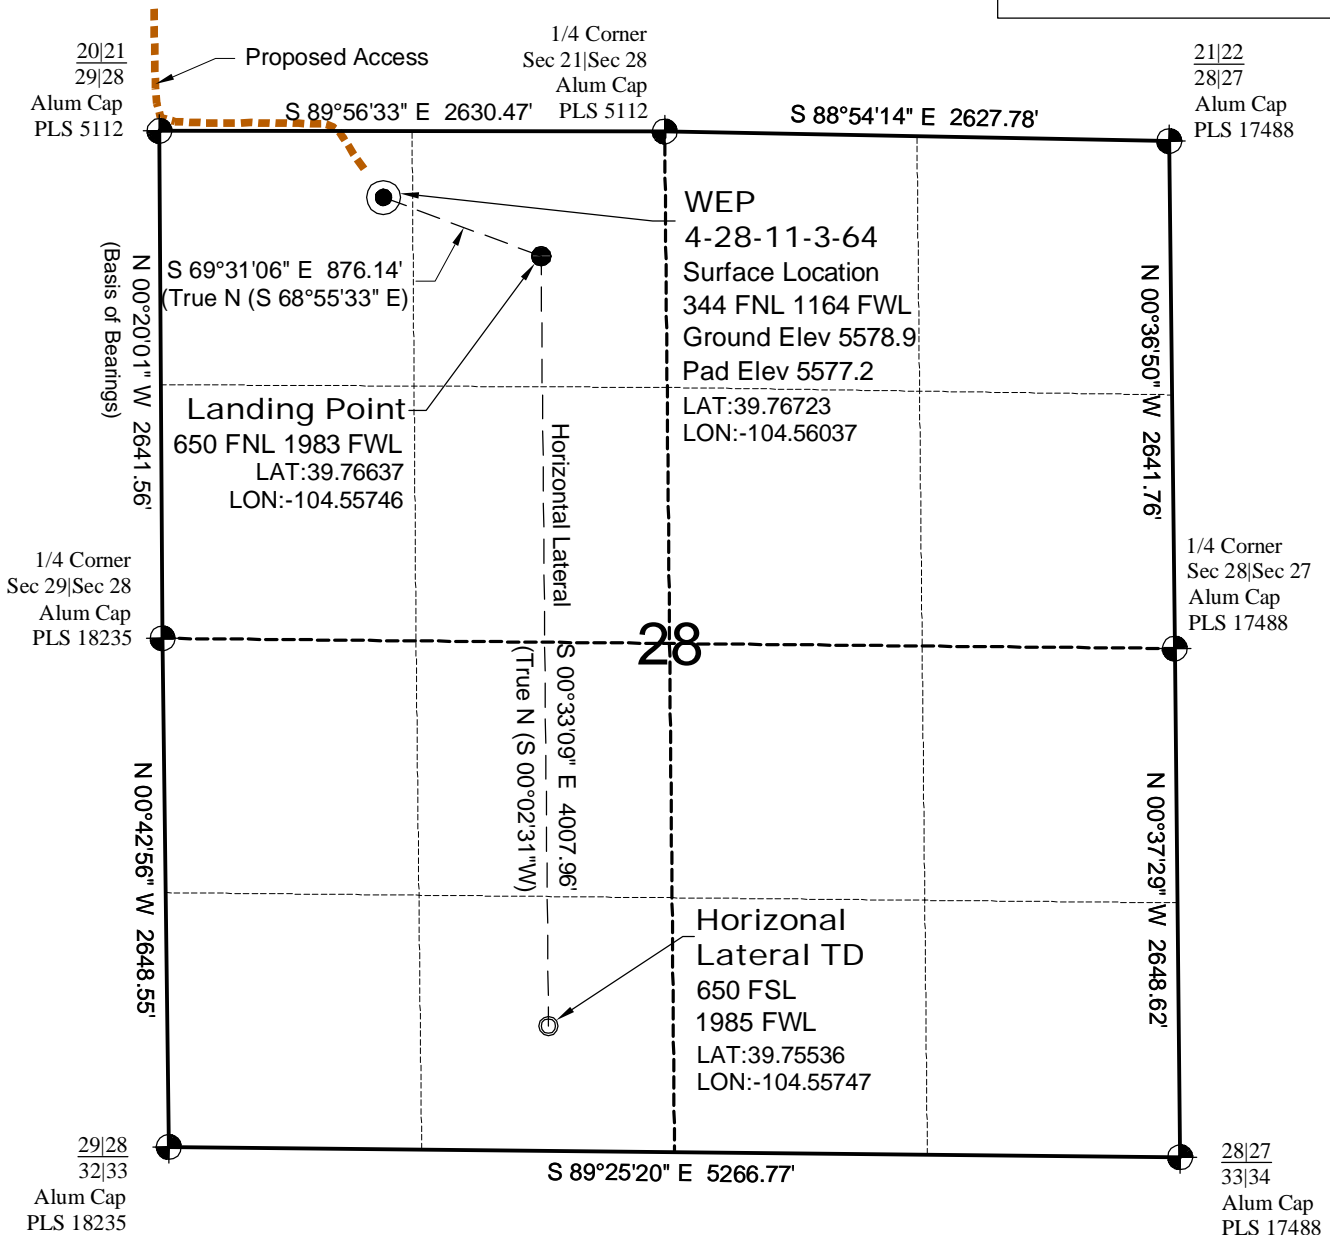 20|21
29|28
Alum Cap
PLS 5112
Proposed Access
1/4 Corner
Sec 21|Sec 28
Alum Cap
PLS 5112
21|22
28|27
Alum Cap
PLS 17488
S 89°56'33" E 2630.47'
S 88°54'14" E 2627.78'
WEP
4-28-11-3-64
Surface Location
344 FNL 1164 FWL
Ground Elev 5578.9
Pad Elev 5577.2
LAT:39.76723
LON:-104.56037
S 69°31'06" E 876.14'
(True N (S 68°55'33" E)
N 00°20'01" W 2641.56'
(Basis of Bearings)
Landing Point
650 FNL 1983 FWL
LAT:39.76637
LON:-104.55746
N 00°36'50" W 2641.76'
Horizontal Lateral
S 00°33'09" E 4007.96'
(True N (S 00°02'31"W)
1/4 Corner
Sec 29|Sec 28
Alum Cap
PLS 18235
28
1/4 Corner
Sec 28|Sec 27
Alum Cap
PLS 17488
N 00°42'56" W 2648.55'
N 00°37'29" W 2648.62'
Horizonal
Lateral TD
650 FSL
1985 FWL
LAT:39.75536
LON:-104.55747
29|28
32|33
Alum Cap
PLS 18235
S 89°25'20" E 5266.77'
28|27
33|34
Alum Cap
PLS 17488